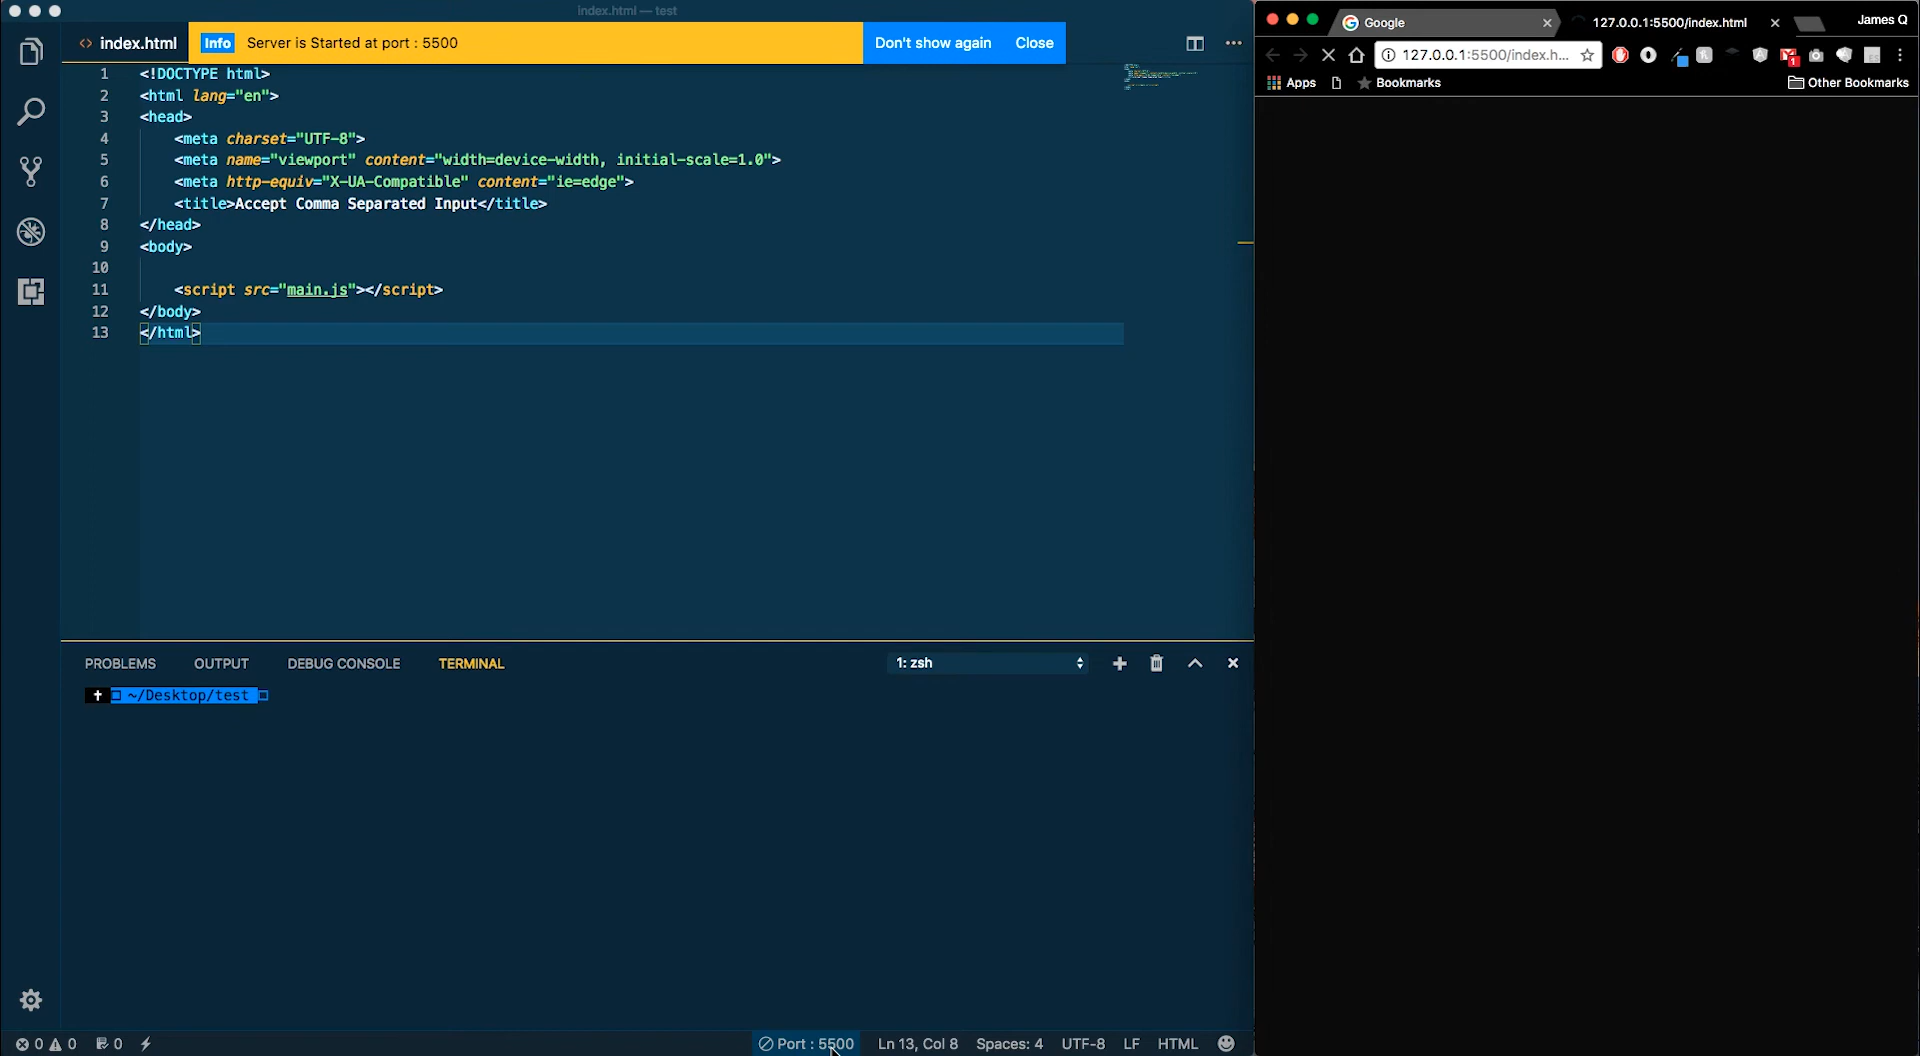 index.html — test
<> index.html
Info Server is Started at port : 5500
Don't show again Close
1 <!DOCTYPE html>
2 <html lang="en">
3 <head>
4 <meta charset="UTF-8">
5 <meta name="viewport" content="width=device-width, initial-scale=1.0">
6 <meta http-equiv="X-UA-Compatible" content="ie=edge">
7 <title>Accept Comma Separated Input</title>
8 </head>
9 <body>
10
11 <script src="main.js"></script>
12 </body>
13 </html>
PROBLEMS OUTPUT DEBUG CONSOLE TERMINAL
1: zsh
~/Desktop/test
0 0 0
Port : 5500 Ln 13, Col 8 Spaces: 4 UTF-8 LF HTML
Google
127.0.0.1:5500/index.html
James Q
127.0.0.1:5500/index.h...
1
Apps Bookmarks Other Bookmarks